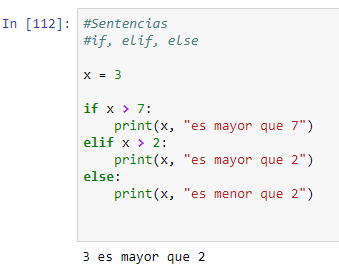 In [112]: #Sentencias
#if, elif, else
x = 3
if x > 7:
    print(x, "es mayor que 7")
elif x > 2:
    print(x, "es mayor que 2")
else:
    print(x, "es menor que 2")
3 es mayor que 2